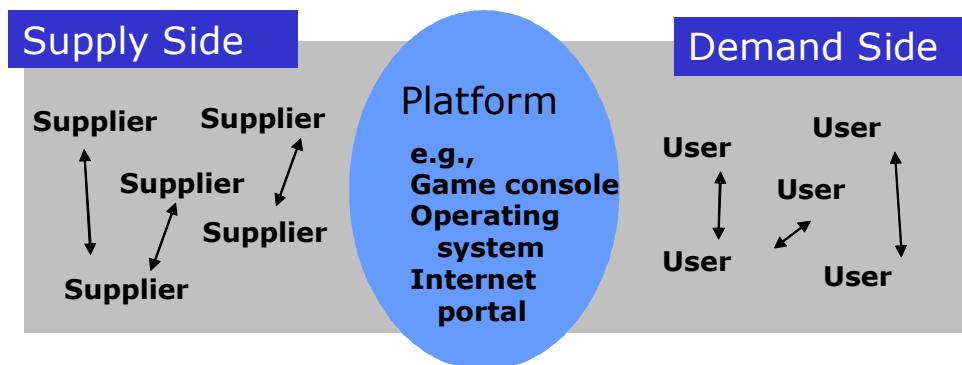 Supply Side
Demand Side
Supplier
Supplier
Supplier
Supplier
Supplier
Platform
e.g.,
Game console
Operating
system
Internet
portal
User
User
User
User
User